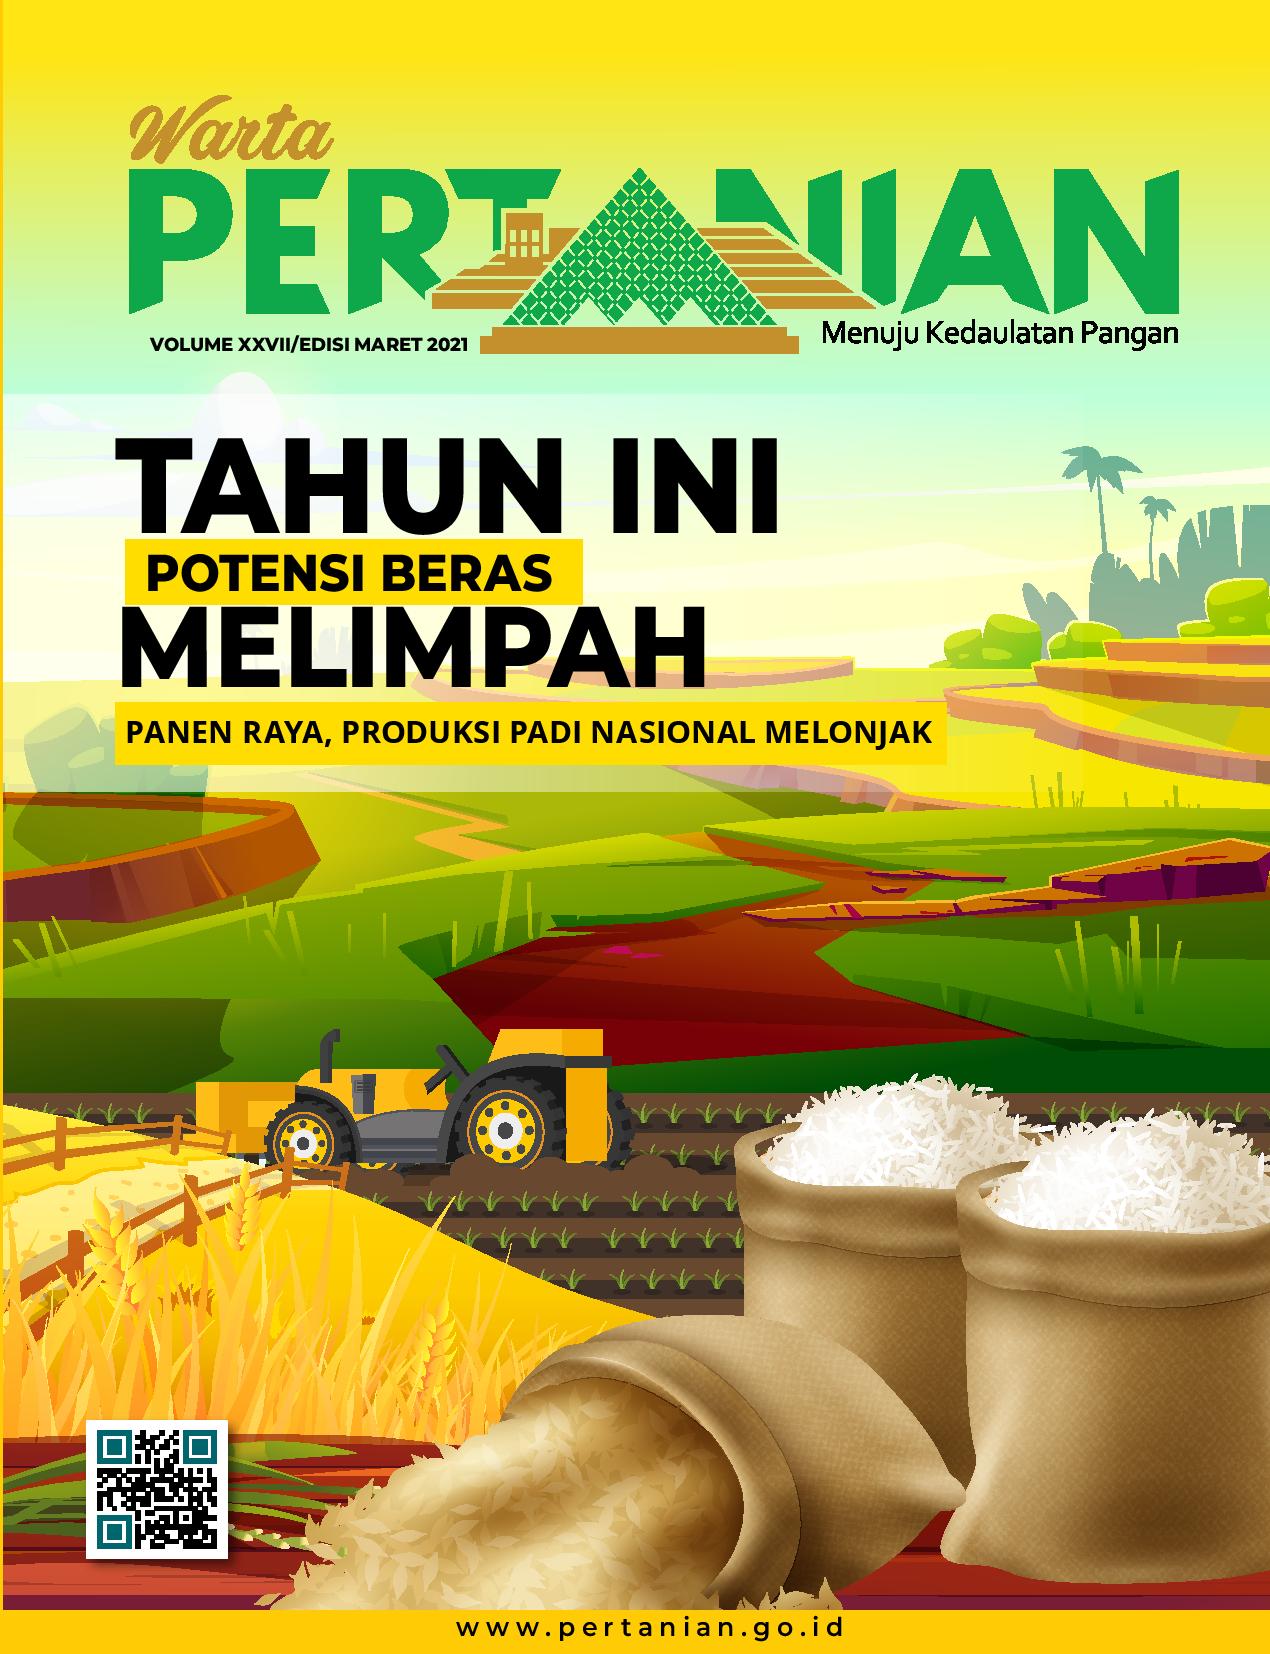 Warta
PERTANIAN
VOLUME XXVII/EDISI MARET 2021
Menuju Kedaulatan Pangan
TAHUN INI
POTENSI BERAS
MELIMPAH
PANEN RAYA, PRODUKSI PADI NASIONAL MELONJAK
www.pertanian.go.id